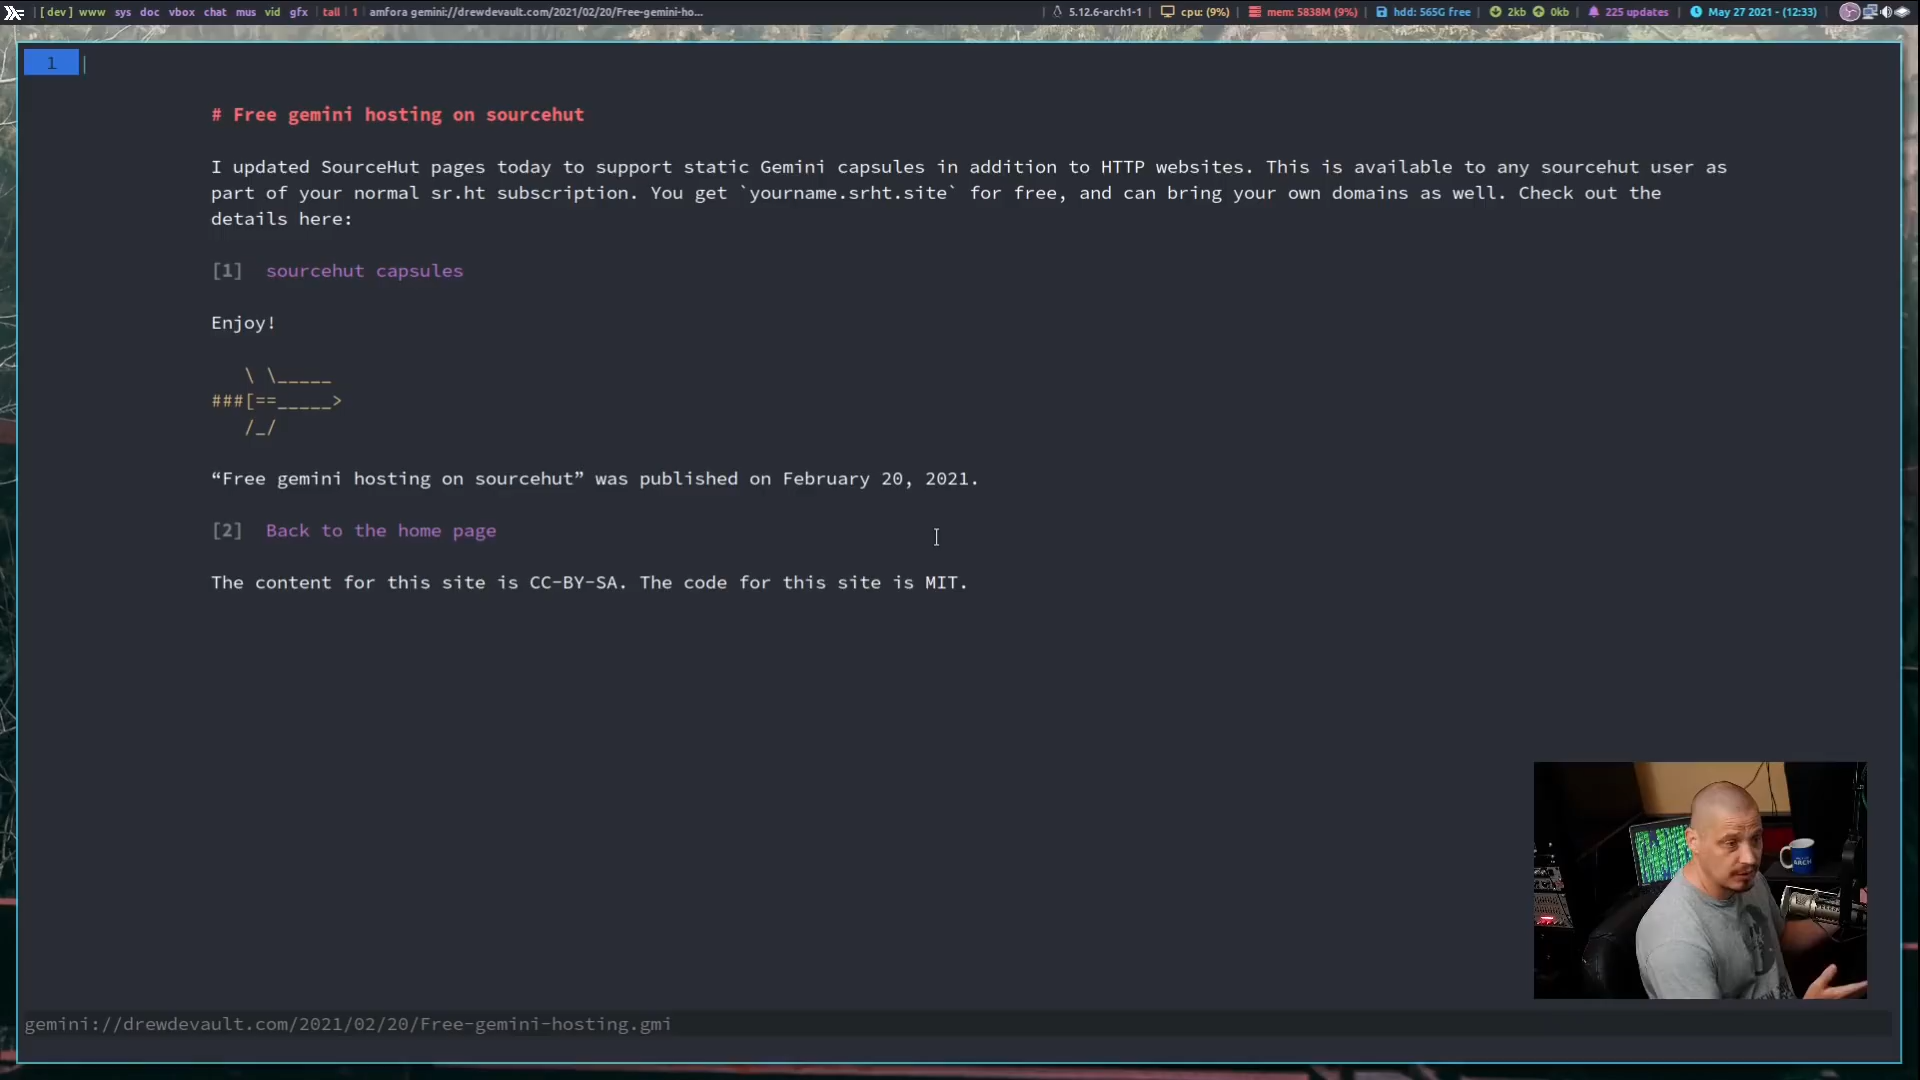 [dev] www sys doc vbox chat mus vid gfx | tall | 1 | amfora gemini://drewdevault.com/2021/02/20/Free-gemini-ho... | 5.12.6-arch1-1 | cpu: (9%) | mem: 5838M (9%) | hdd: 565G free | 2kb 0kb | 225 updates | May 27 2021 - (12:33)
1
# Free gemini hosting on sourcehut
I updated SourceHut pages today to support static Gemini capsules in addition to HTTP websites. This is available to any sourcehut user as
part of your normal sr.ht subscription. You get `yourname.srht.site` for free, and can bring your own domains as well. Check out the
details here:
[1] sourcehut capsules
Enjoy!
\ \_____
###[==_____>
/_/
“Free gemini hosting on sourcehut” was published on February 20, 2021.
[2] Back to the home page
The content for this site is CC-BY-SA. The code for this site is MIT.
ARCH
gemini://drewdevault.com/2021/02/20/Free-gemini-hosting.gmi